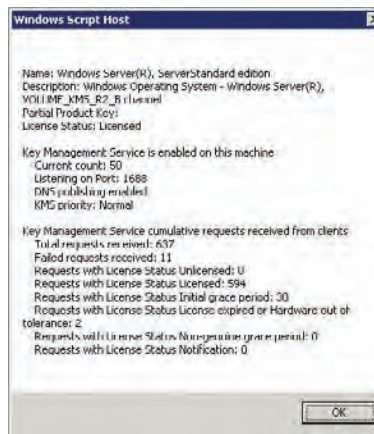 Windows Script Host
Name: Windows Server(R), ServerStandard edition
Description: Windows Operating System - Windows Server(R),
VOLUME_KMS_R2_B channel
Partial Product Key:
License Status: Licensed
Key Management Service is enabled on this machine
Current count: 50
Listening on Port: 1688
DNS publishing enabled
KMS priority: Normal
Key Management Service cumulative requests received from clients
Total requests received: 637
Failed requests received: 11
Requests with License Status Unlicensed: 0
Requests with License Status Licensed: 594
Requests with License Status Initial grace period: 30
Requests with License Status License expired or Hardware out of
tolerance: 2
Requests with License Status Non-genuine grace period: 0
Requests with License Status Notification: 0
OK